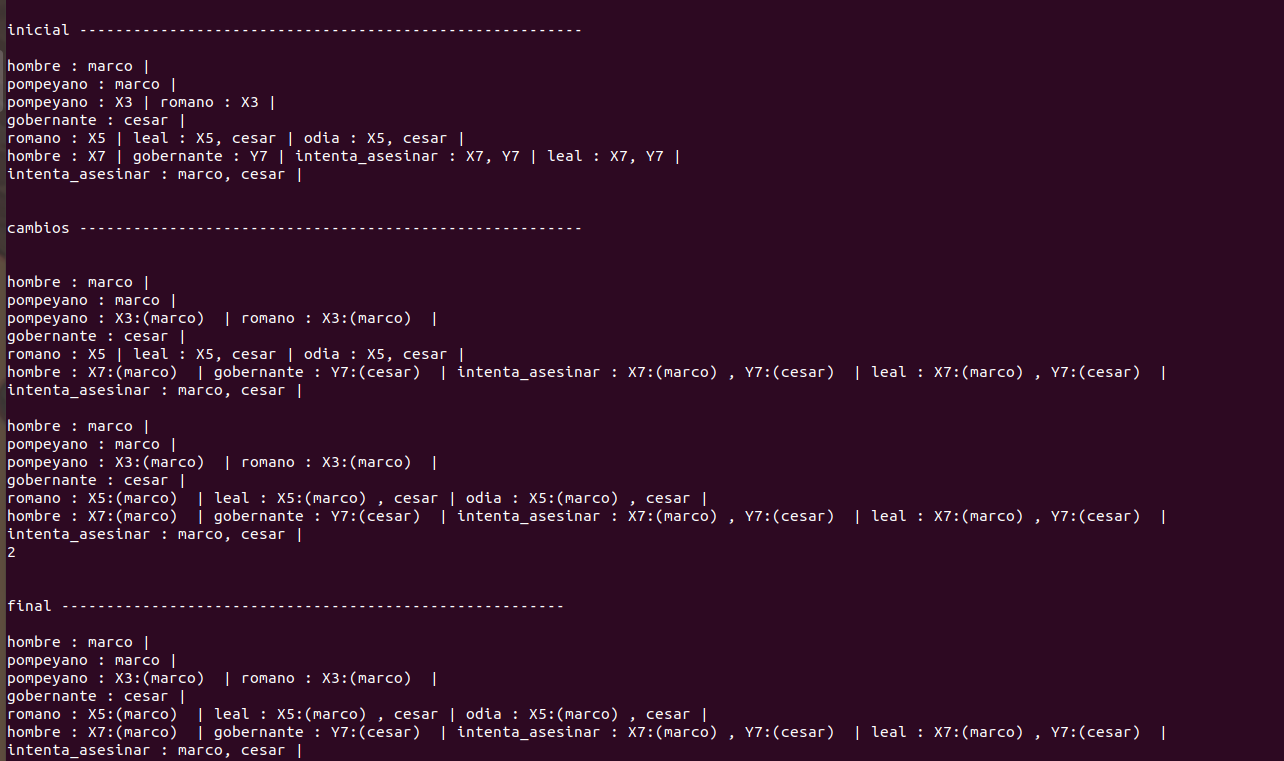 inicial --------------------------------------------------------
hombre : marco |
pompeyano : marco |
pompeyano : X3 | romano : X3 |
gobernante : cesar |
romano : X5 | leal : X5, cesar | odia : X5, cesar |
hombre : X7 | gobernante : Y7 | intenta_asesinar : X7, Y7 | leal : X7, Y7 |
intenta_asesinar : marco, cesar |
cambios --------------------------------------------------------
hombre : marco |
pompeyano : marco |
pompeyano : X3:(marco)  | romano : X3:(marco)  |
gobernante : cesar |
romano : X5 | leal : X5, cesar | odia : X5, cesar |
hombre : X7:(marco)  | gobernante : Y7:(cesar)  | intenta_asesinar : X7:(marco) , Y7:(cesar)  | leal : X7:(marco) , Y7:(cesar)  |
intenta_asesinar : marco, cesar |
hombre : marco |
pompeyano : marco |
pompeyano : X3:(marco)  | romano : X3:(marco)  |
gobernante : cesar |
romano : X5:(marco)  | leal : X5:(marco) , cesar | odia : X5:(marco) , cesar |
hombre : X7:(marco)  | gobernante : Y7:(cesar)  | intenta_asesinar : X7:(marco) , Y7:(cesar)  | leal : X7:(marco) , Y7:(cesar)  |
intenta_asesinar : marco, cesar |
2
final --------------------------------------------------------
hombre : marco |
pompeyano : marco |
pompeyano : X3:(marco)  | romano : X3:(marco)  |
gobernante : cesar |
romano : X5:(marco)  | leal : X5:(marco) , cesar | odia : X5:(marco) , cesar |
hombre : X7:(marco)  | gobernante : Y7:(cesar)  | intenta_asesinar : X7:(marco) , Y7:(cesar)  | leal : X7:(marco) , Y7:(cesar)  |
intenta_asesinar : marco, cesar |